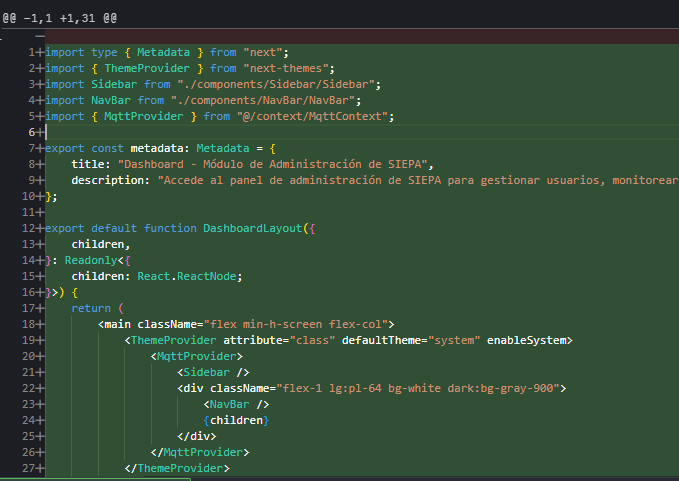 @@ -1,1 +1,31 @@
—
1+import type { Metadata } from "next";
2+import { ThemeProvider } from "next-themes";
3+import Sidebar from "./components/Sidebar/Sidebar";
4+import NavBar from "./components/NavBar/NavBar";
5+import { MqttProvider } from "@/context/MqttContext";
6+
7+export const metadata: Metadata = {
8+    title: "Dashboard - Módulo de Administración de SIEPA",
9+    description: "Accede al panel de administración de SIEPA para gestionar usuarios, monitorear
10+};
11+
12+export default function DashboardLayout({
13+    children,
14+}: Readonly<{
15+    children: React.ReactNode;
16+}>) {
17+    return (
18+        <main className="flex min-h-screen flex-col">
19+            <ThemeProvider attribute="class" defaultTheme="system" enableSystem>
20+                <MqttProvider>
21+                    <Sidebar />
22+                    <div className="flex-1 lg:pl-64 bg-white dark:bg-gray-900">
23+                        <NavBar />
24+                        {children}
25+                    </div>
26+                </MqttProvider>
27+            </ThemeProvider>